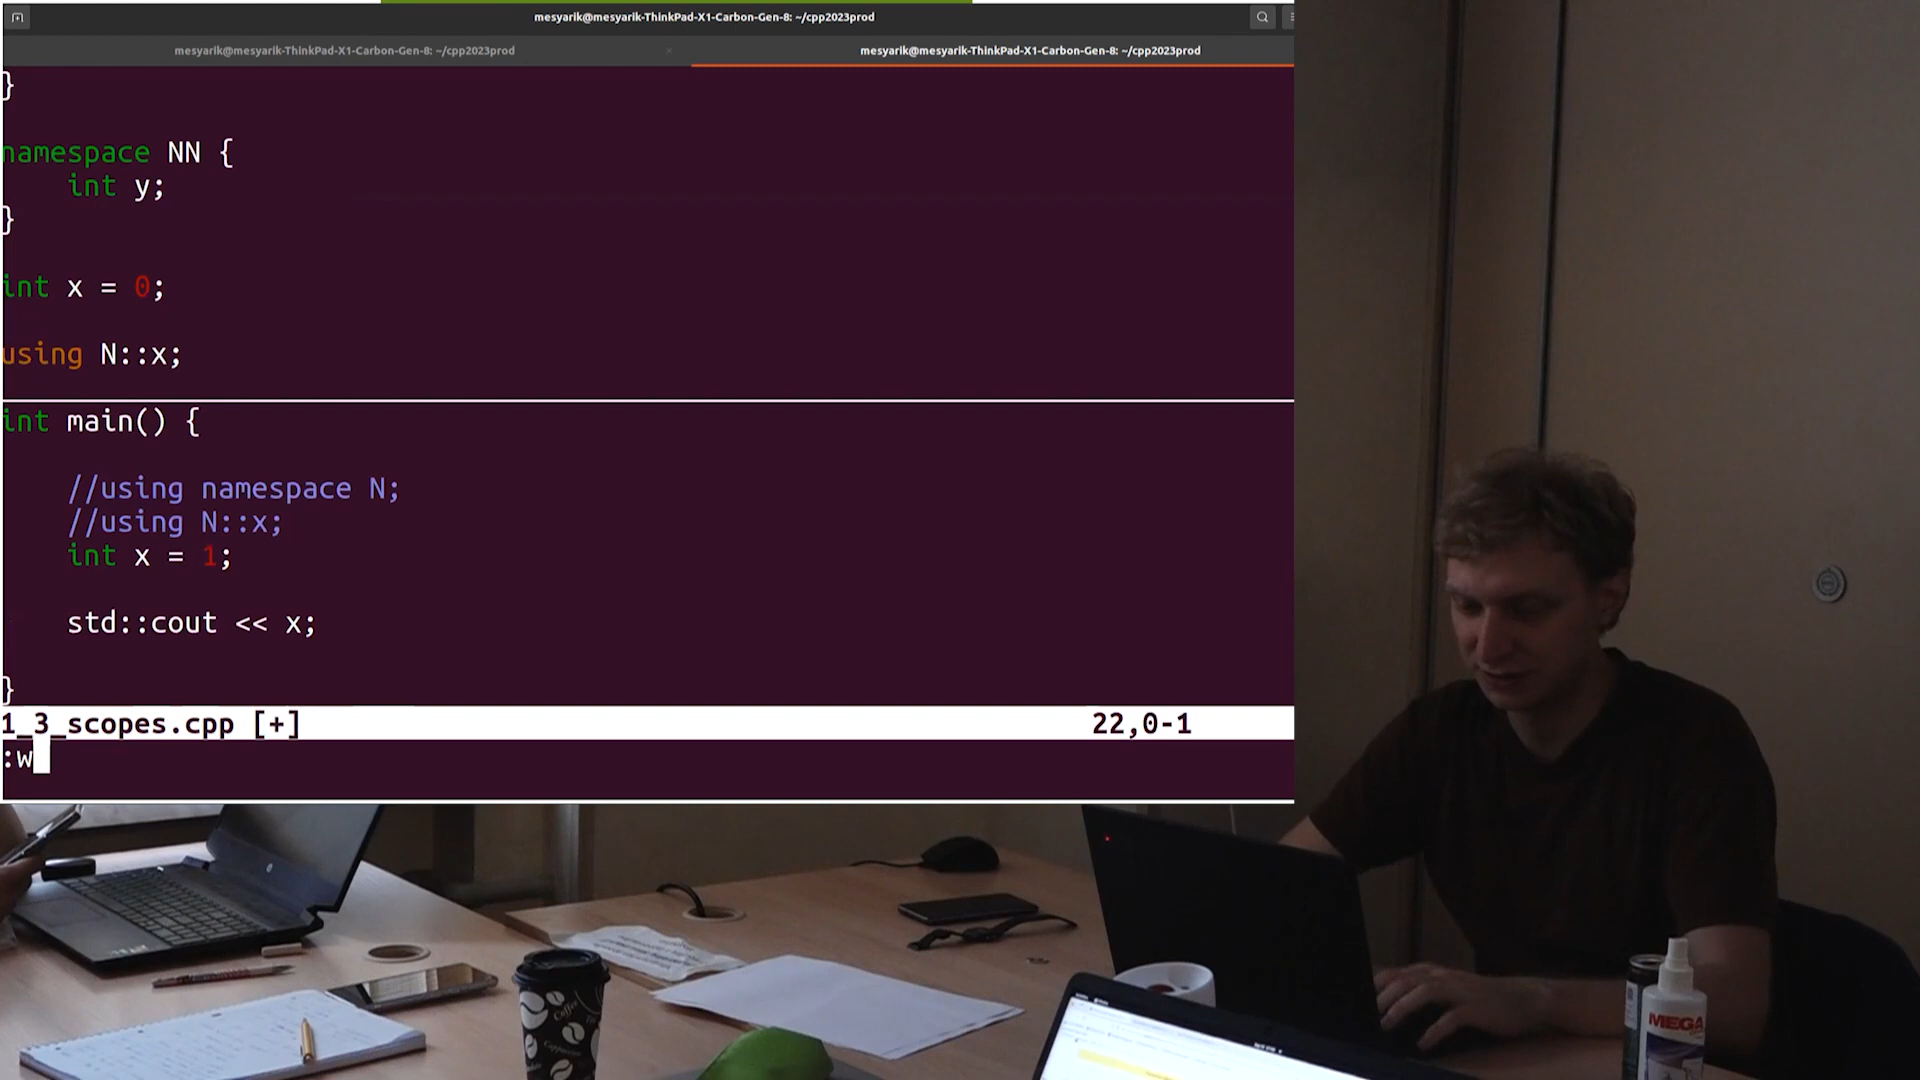 mesyarik@mesyarik-ThinkPad-X1-Carbon-Gen-8: ~/cpp2023prod
mesyarik@mesyarik-ThinkPad-X1-Carbon-Gen-8: ~/cpp2023prod × mesyarik@mesyarik-ThinkPad-X1-Carbon-Gen-8: ~/cpp2023prod
}
namespace NN {
int y;
}
int x = 0;
using N::x;
int main() {
//using namespace N;
//using N::x;
int x = 1;
std::cout << x;
}
1_3_scopes.cpp [+] 22,0-1
:w
Coffee
MEGA